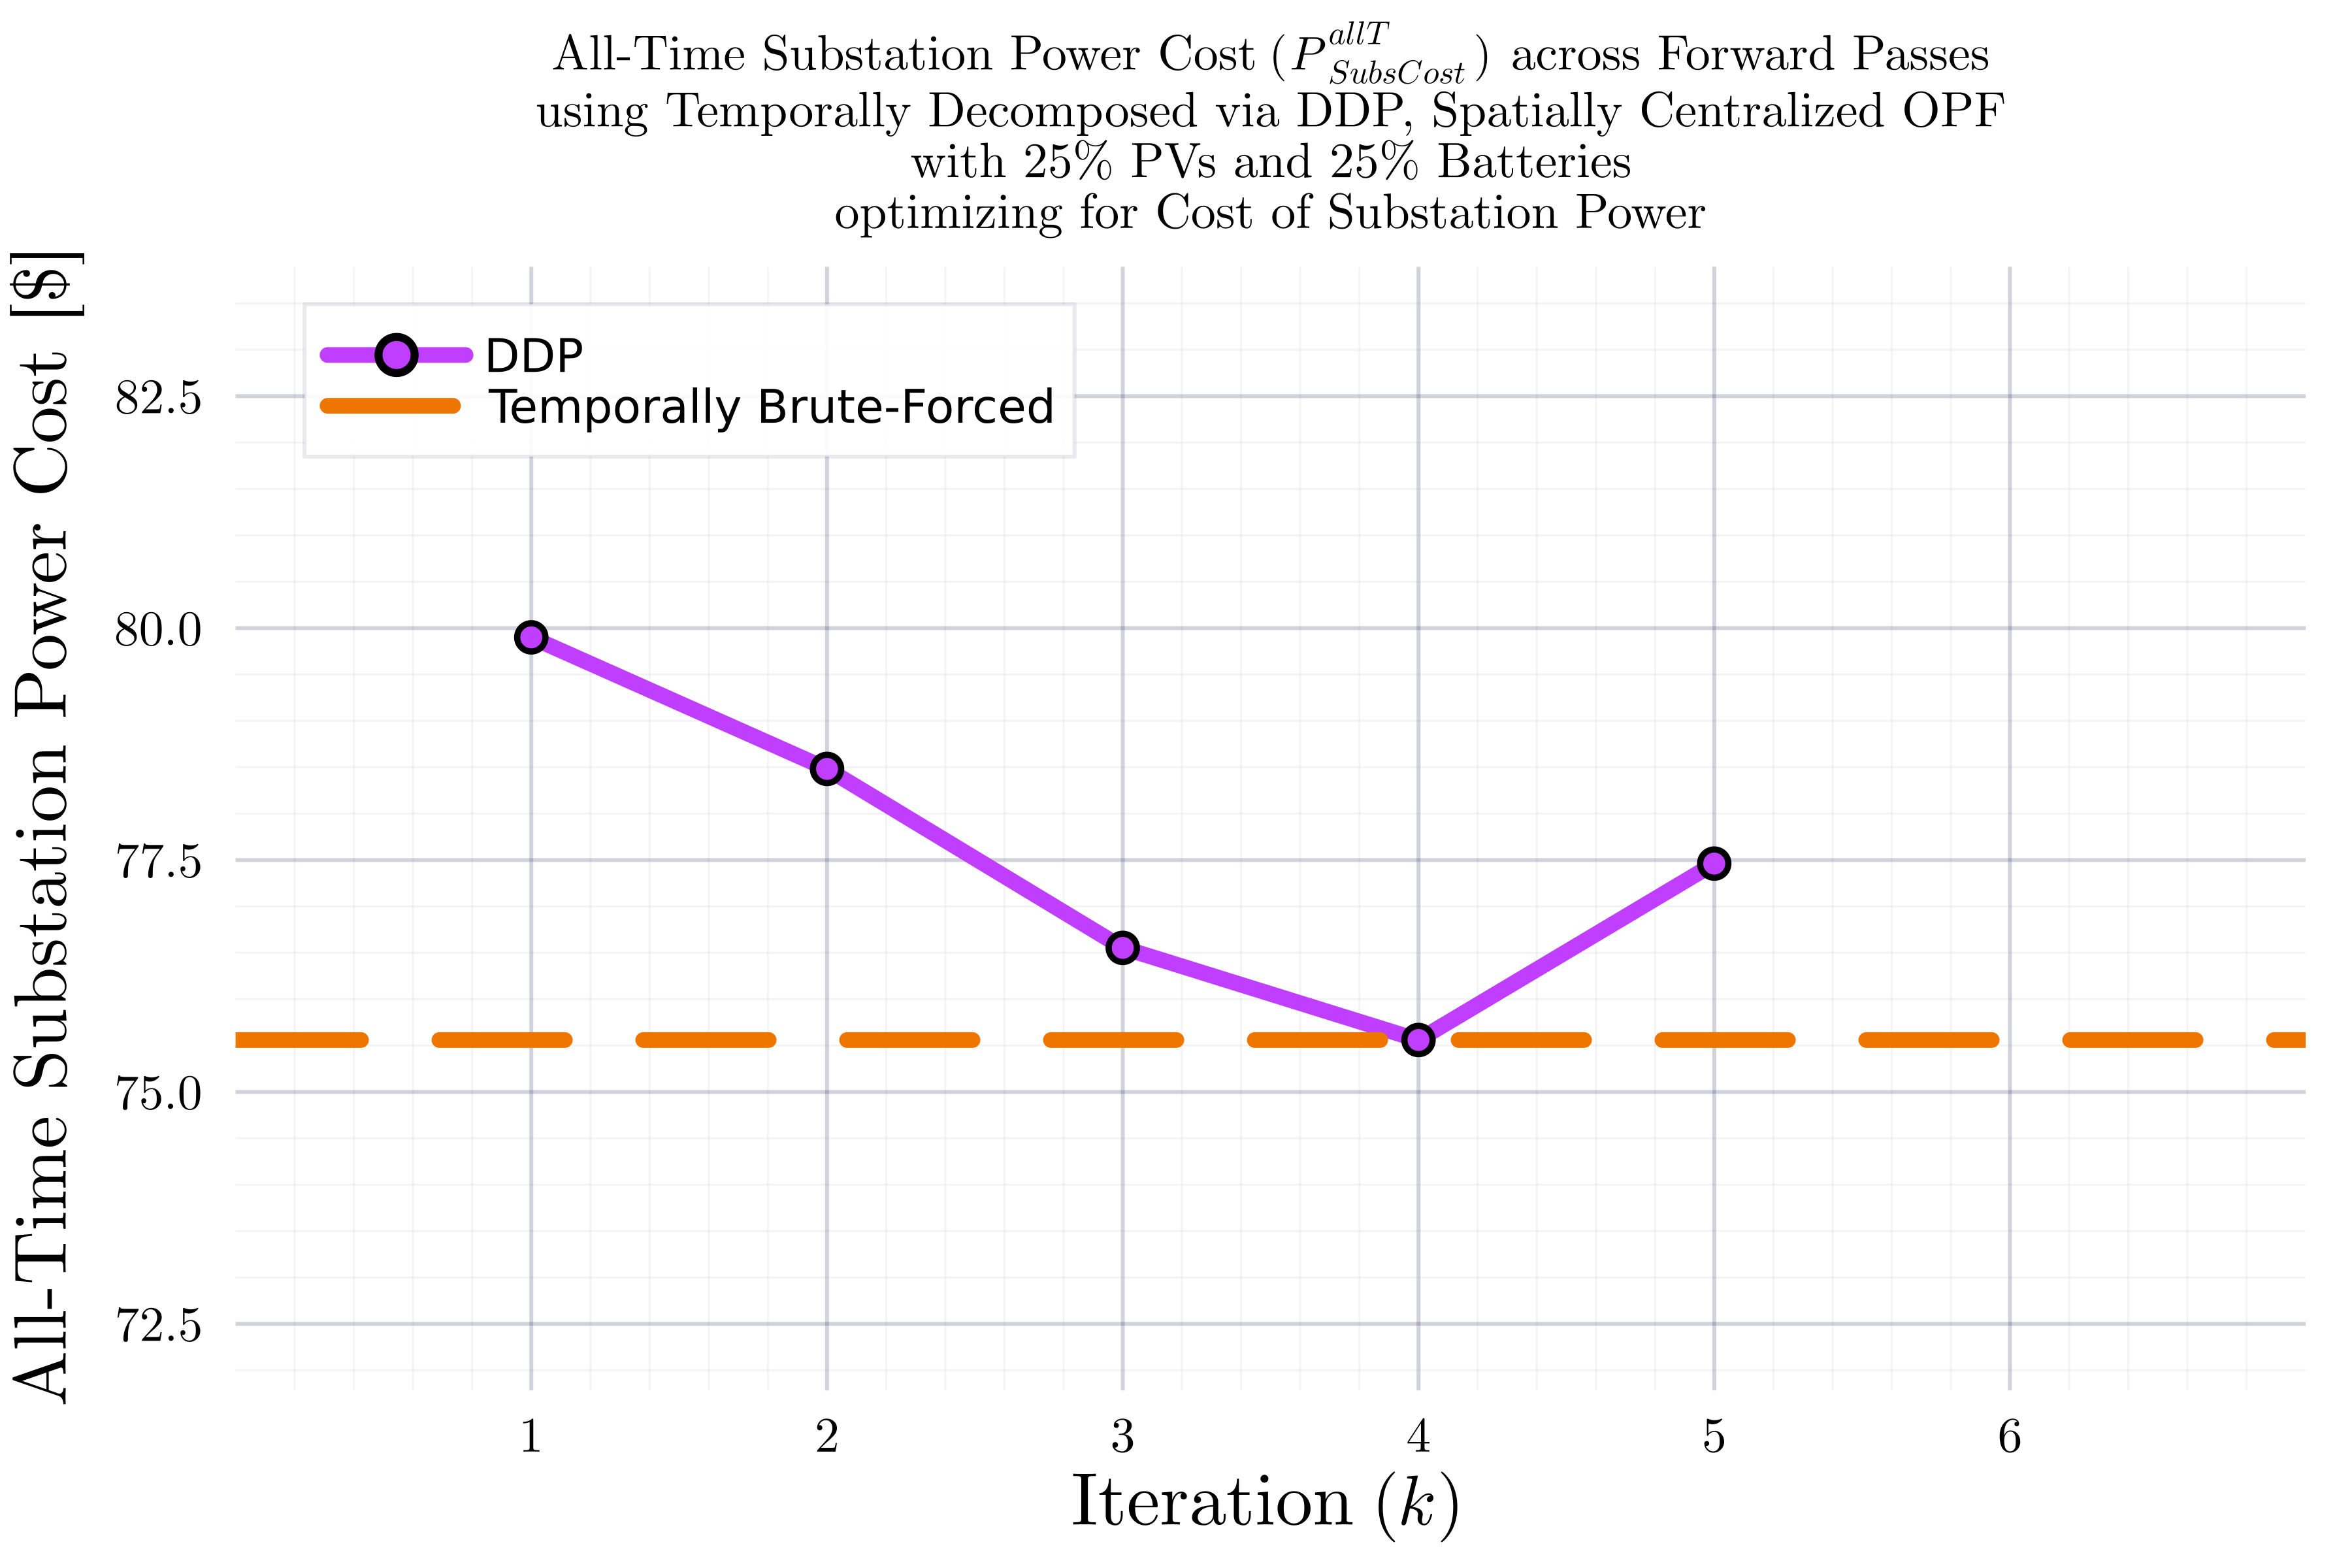 All-Time Substation Power Cost ($P_{SubsCost}^{allT}$) across Forward Passes
using Temporally Decomposed via DDP, Spatially Centralized OPF
with 25% PVs and 25% Batteries
optimizing for Cost of Substation Power
All-Time Substation Power Cost [$]
DDP
Temporally Brute-Forced
82.5
80.0
77.5
75.0
72.5
1 2 3 4 5 6
Iteration (k)